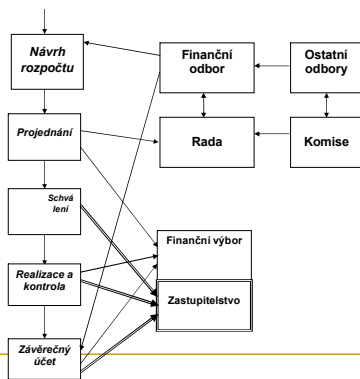 Návrh
rozpočtu
Finanční
odbor
Ostatní
odbory
Projednání
Rada
Komise
Schvá
lení
Finanční výbor
Realizace a
kontrola
Zastupitelstvo
Závěrečný
účet